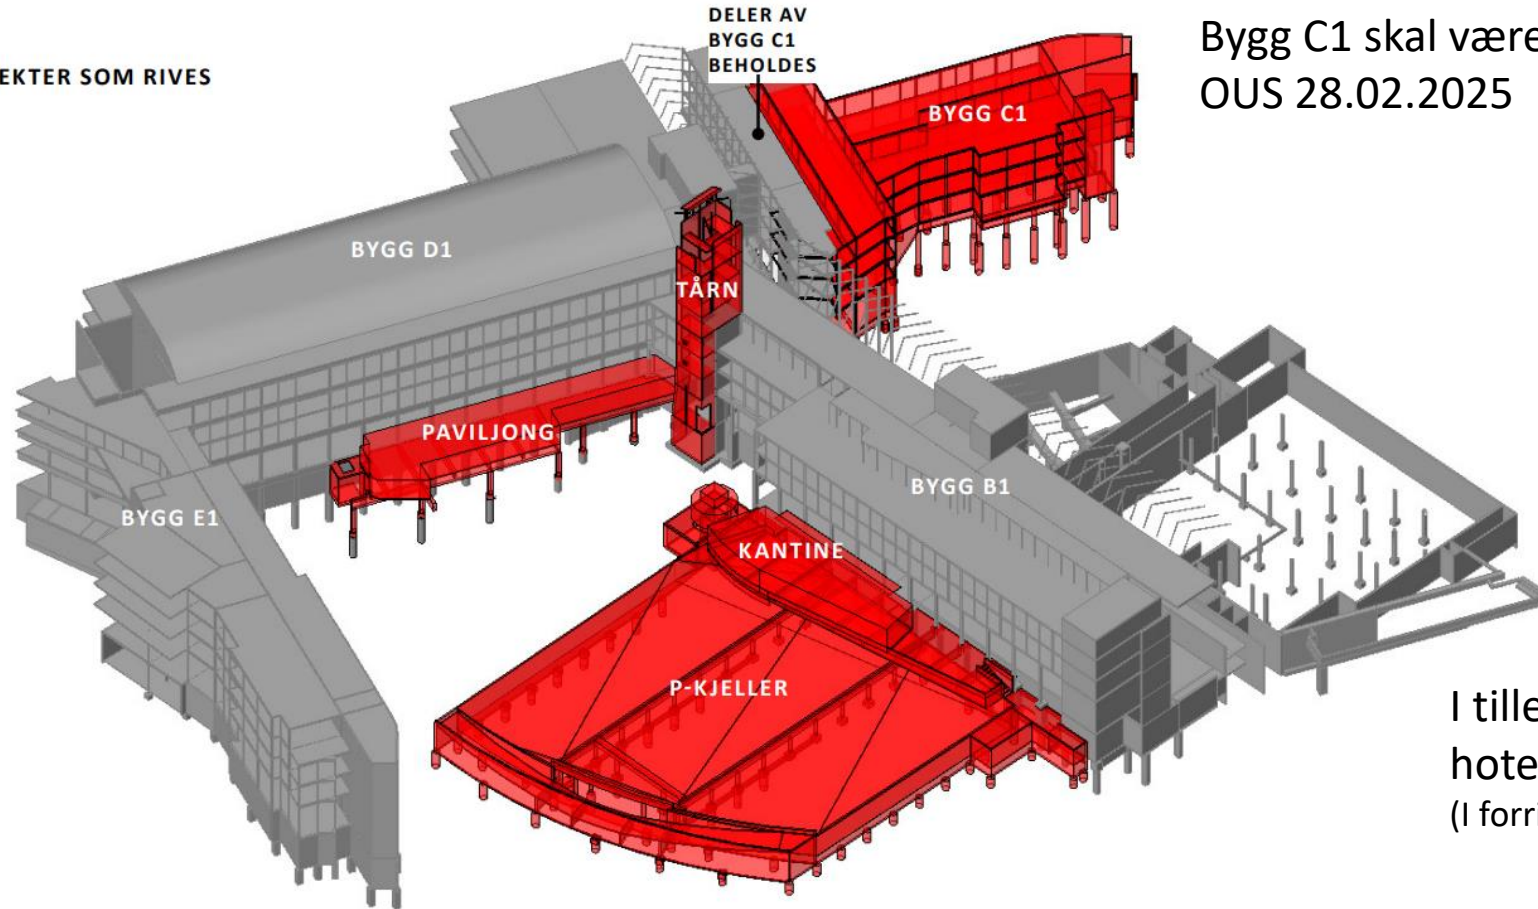 EKTER SOM RIVES
DELER AV
BYGG C1
BEHOLDES
Bygg C1 skal være
OUS 28.02.2025
BYGG C1
BYGG D1
TÅRN
PAVILJONG
BYGG B1
BYGG E1
KANTINE
P-KJELLER
I tille
hote
(I forri